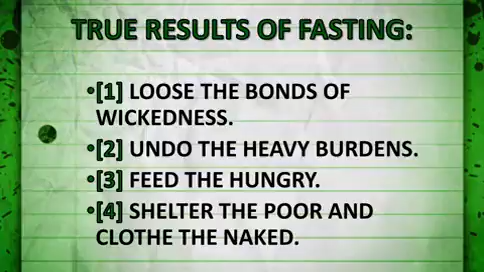 TRUE RESULTS OF FASTING:
•[1] LOOSE THE BONDS OF
WICKEDNESS.
•[2] UNDO THE HEAVY BURDENS.
•[3] FEED THE HUNGRY.
•[4] SHELTER THE POOR AND
CLOTHE THE NAKED.